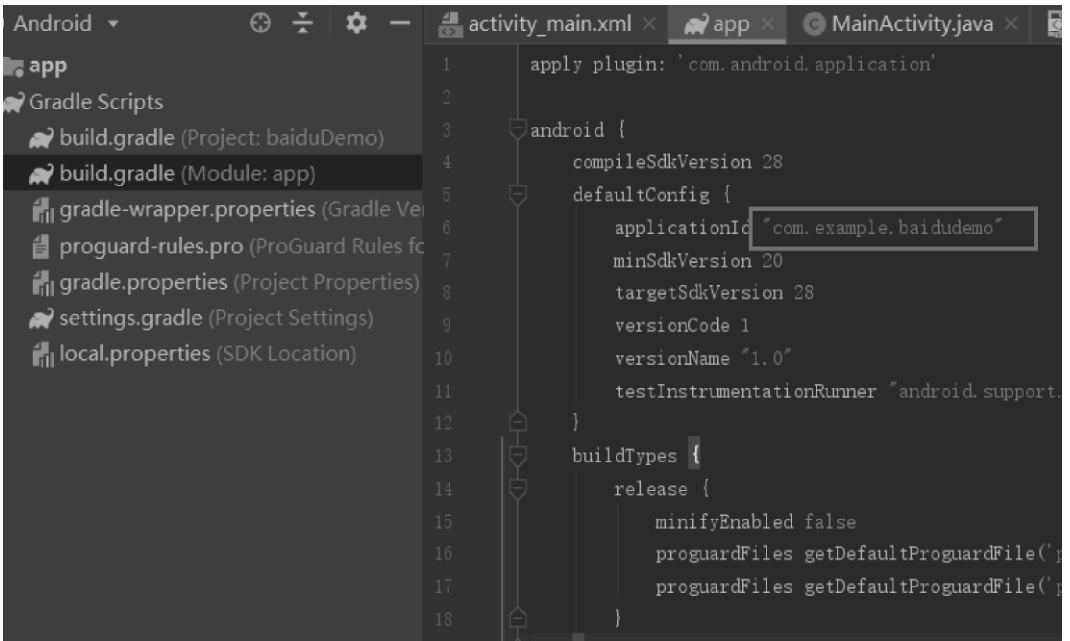 Android
app
Gradle Scripts
build.gradle (Project: baiduDemo)
build.gradle (Module: app)
gradle-wrapper.properties (Gradle Ve
proguard-rules.pro (ProGuard Rules fo
gradle.properties (Project Properties)
settings.gradle (Project Settings)
local.properties (SDK Location)
activity_main.xml × app × MainActivity.java ×
1 apply plugin: 'com.android.application'
2
3 android {
4 compileSdkVersion 28
5 defaultConfig {
6 applicationId "com.example.baidudemo"
7 minSdkVersion 20
8 targetSdkVersion 28
9 versionCode 1
10 versionName "1.0"
11 testInstrumentationRunner "android.support.
12 }
13 buildTypes {
14 release {
15 minifyEnabled false
16 proguardFiles getDefaultProguardFile('p
17 proguardFiles getDefaultProguardFile('p
18 }